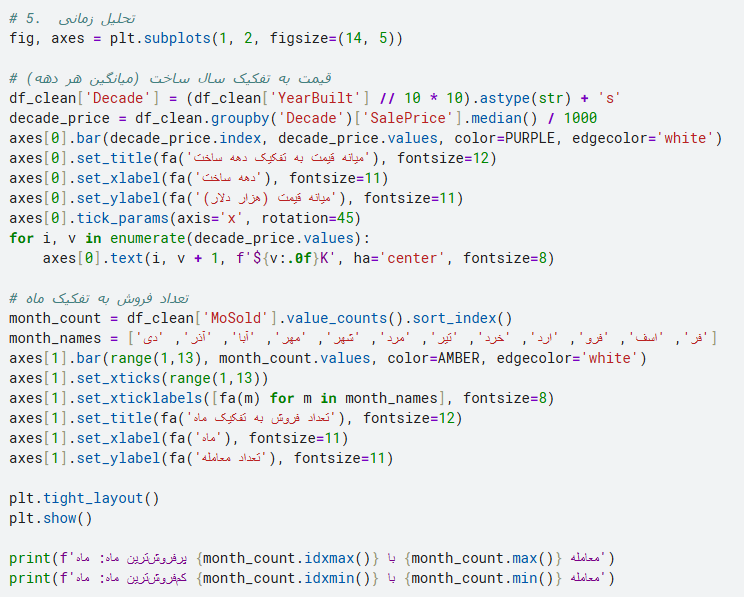 # 5. تحلیل زمانی
fig, axes = plt.subplots(1, 2, figsize=(14, 5))
# قیمت به تفکیک سال ساخت (میانگین هر دهه)
df_clean['Decade'] = (df_clean['YearBuilt'] // 10 * 10).astype(str) + 's'
decade_price = df_clean.groupby('Decade')['SalePrice'].median() / 1000
axes[0].bar(decade_price.index, decade_price.values, color=PURPLE, edgecolor='white')
axes[0].set_title(fa('میانه قیمت به تفکیک دهه ساخت'), fontsize=12)
axes[0].set_xlabel(fa('دهه ساخت'), fontsize=11)
axes[0].set_ylabel(fa('میانه قیمت (هزار دلار)'), fontsize=11)
axes[0].tick_params(axis='x', rotation=45)
for i, v in enumerate(decade_price.values):
    axes[0].text(i, v + 1, f'${v:.0f}K', ha='center', fontsize=8)
# تعداد فروش به تفکیک ماه
month_count = df_clean['MoSold'].value_counts().sort_index()
month_names = ['فر', 'اسف', 'فرو', 'ارد', 'خرد', 'تیر', 'مرد', 'شهر', 'مهر', 'آبا', 'آذر', 'دی']
axes[1].bar(range(1,13), month_count.values, color=AMBER, edgecolor='white')
axes[1].set_xticks(range(1,13))
axes[1].set_xticklabels([fa(m) for m in month_names], fontsize=8)
axes[1].set_title(fa('تعداد فروش به تفکیک ماه'), fontsize=12)
axes[1].set_xlabel(fa('ماه'), fontsize=11)
axes[1].set_ylabel(fa('تعداد معامله'), fontsize=11)
plt.tight_layout()
plt.show()
print(f'پرفروش‌ترین ماه: ماه {month_count.idxmax()} با {month_count.max()} معامله')
print(f'کم‌فروش‌ترین ماه: ماه {month_count.idxmin()} با {month_count.min()} معامله')